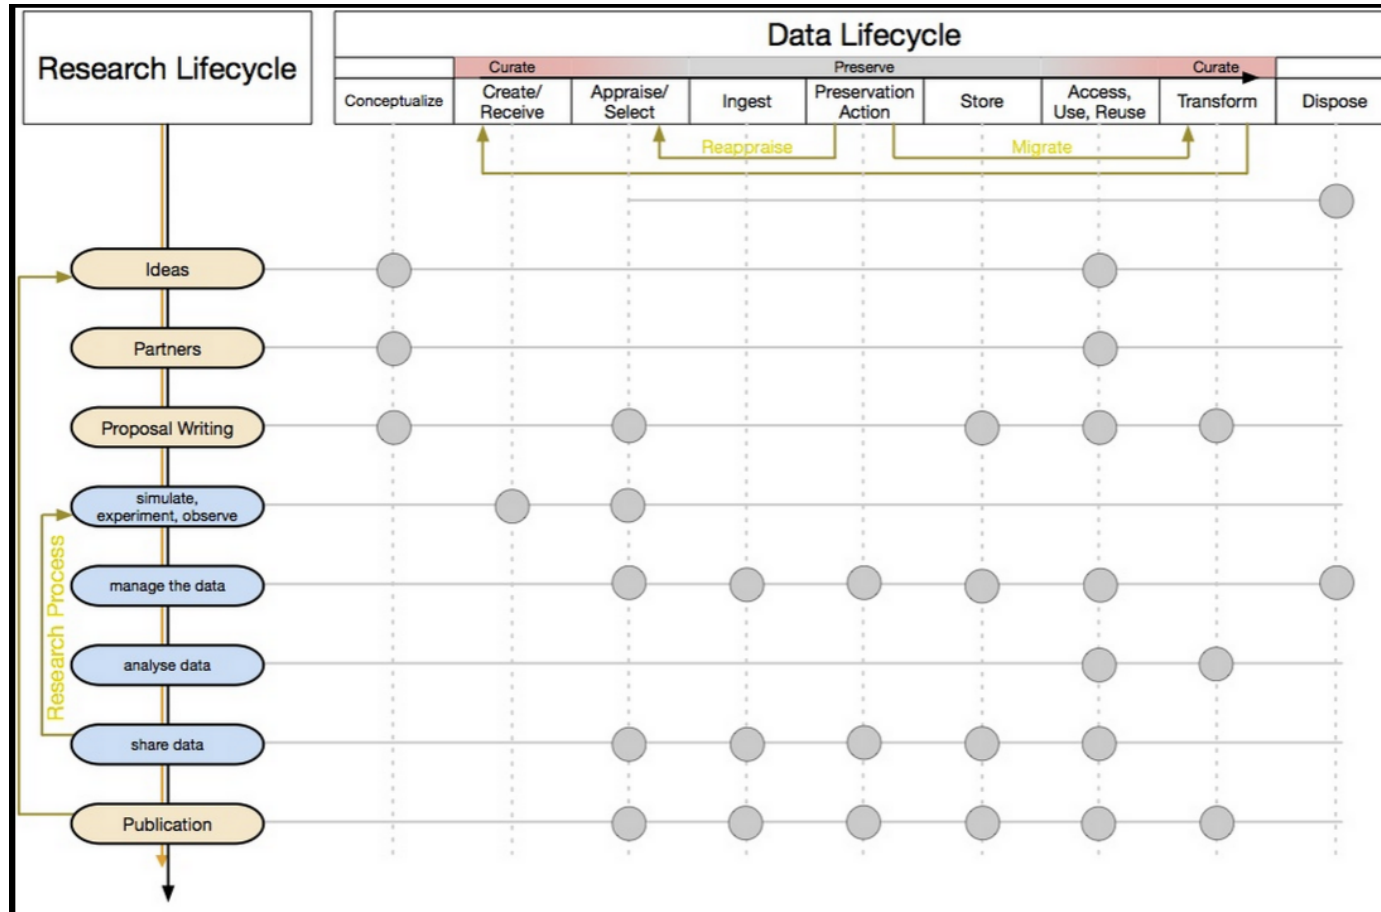 Research Lifecycle
Data Lifecycle
Curate
Preserve
Curate
Conceptualize
Create/
Receive
Appraise/
Select
Ingest
Preservation
Action
Store
Access,
Use, Reuse
Transform
Dispose
Reappraise
Migrate
Ideas
Partners
Proposal Writing
simulate,
experiment, observe
manage the data
analyse data
share data
Publication
Research Process